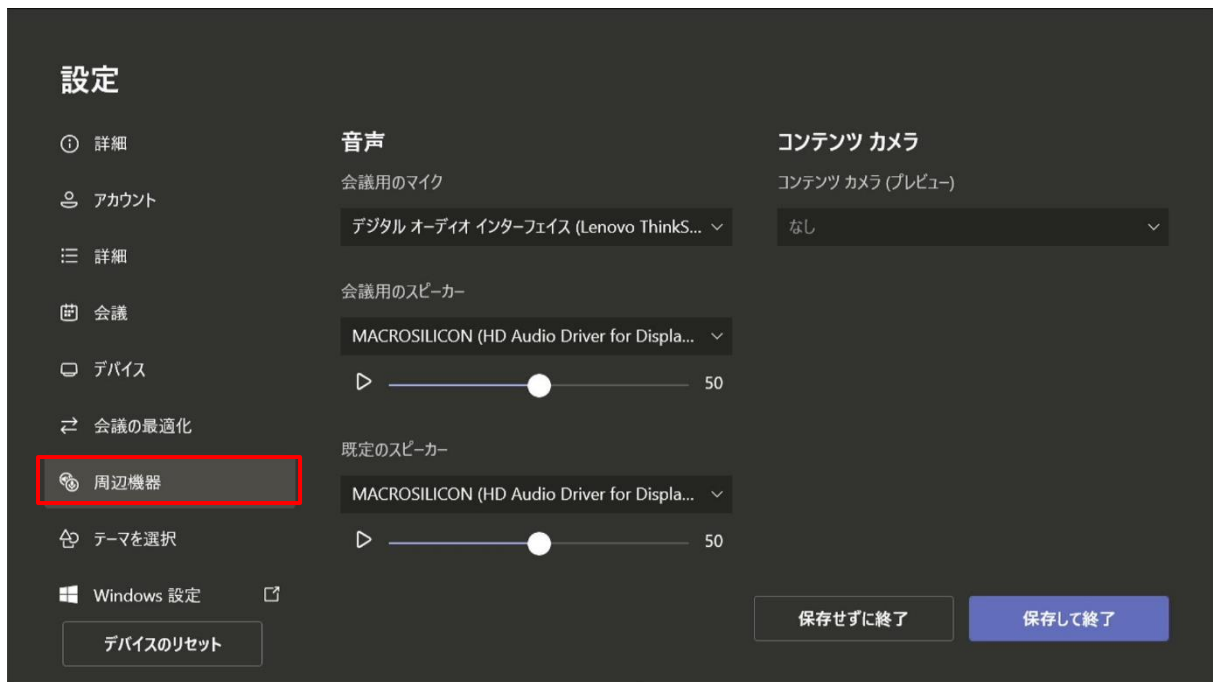 設定
詳細
アカウント
詳細
会議
デバイス
会議の最適化
周辺機器
テーマを選択
Windows 設定
デバイスのリセット
音声
会議用のマイク
デジタル オーディオ インターフェイス (Lenovo ThinkS...
会議用のスピーカー
MACROSILICON (HD Audio Driver for Displa...
50
既定のスピーカー
MACROSILICON (HD Audio Driver for Displa...
50
コンテンツ カメラ
コンテンツ カメラ (プレビュー)
なし
保存せずに終了
保存して終了